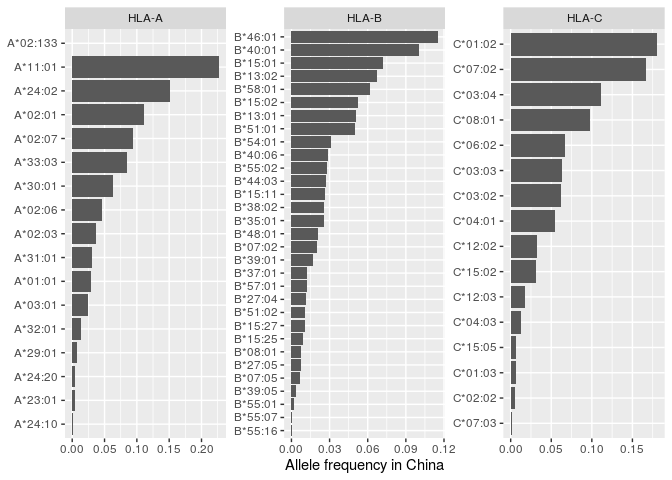 HLA-A
A*02:133
A*11:01
A*24:02
A*02:01
A*02:07
A*33:03
A*30:01
A*02:06
A*02:03
A*31:01
A*01:01
A*03:01
A*32:01
A*29:01
A*24:20
A*23:01
A*24:10
0.00 0.05 0.10 0.15 0.20
HLA-B
B*46:01
B*40:01
B*15:01
B*13:02
B*58:01
B*15:02
B*13:01
B*51:01
B*54:01
B*40:06
B*55:02
B*44:03
B*15:11
B*38:02
B*35:01
B*48:01
B*07:02
B*39:01
B*37:01
B*57:01
B*27:04
B*51:02
B*15:27
B*15:25
B*08:01
B*27:05
B*07:05
B*39:05
B*55:01
B*55:07
B*55:16
0.00 0.03 0.06 0.09 0.12
HLA-C
C*01:02
C*07:02
C*03:04
C*08:01
C*06:02
C*03:03
C*03:02
C*04:01
C*12:02
C*15:02
C*12:03
C*04:03
C*15:05
C*01:03
C*02:02
C*07:03
0.00 0.05 0.10 0.15
Allele frequency in China